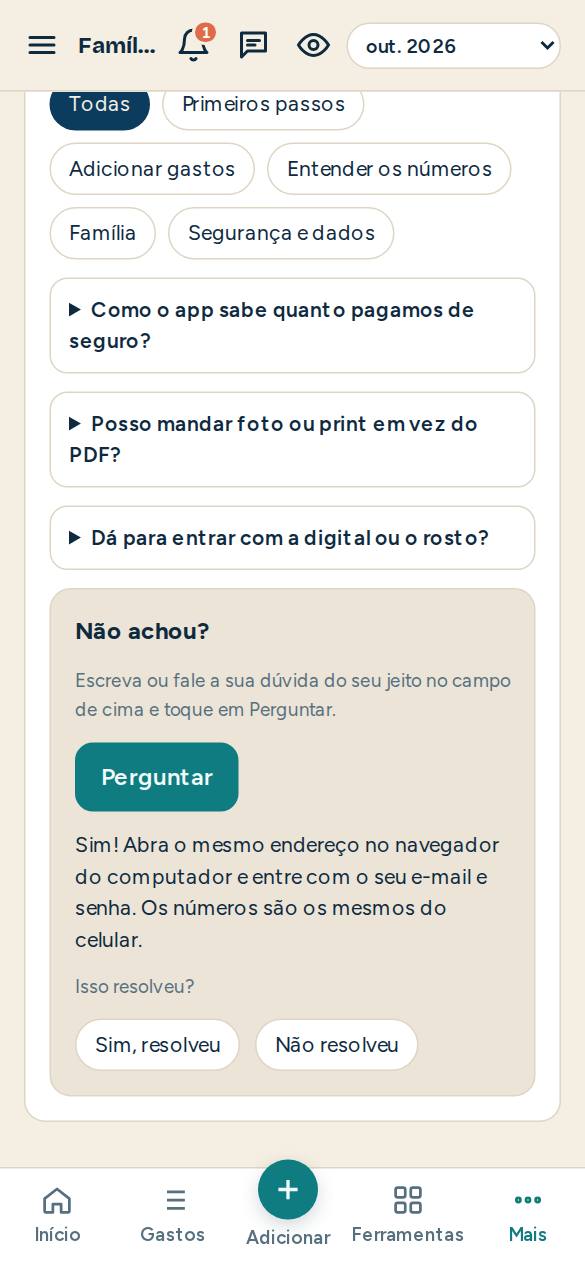 Famíl...
1
out. 2026
Todas
Primeiros passos
Adicionar gastos
Entender os números
Família
Segurança e dados
Como o app sabe quanto pagamos de
seguro?
Posso mandar foto ou print em vez do
PDF?
Dá para entrar com a digital ou o rosto?
Não achou?
Escreva ou fale a sua dúvida do seu jeito no campo
de cima e toque em Perguntar.
Perguntar
Sim! Abra o mesmo endereço no navegador
do computador e entre com o seu e-mail e
senha. Os números são os mesmos do
celular.
Isso resolveu?
Sim, resolveu
Não resolveu
Início
Gastos
Adicionar
Ferramentas
Mais